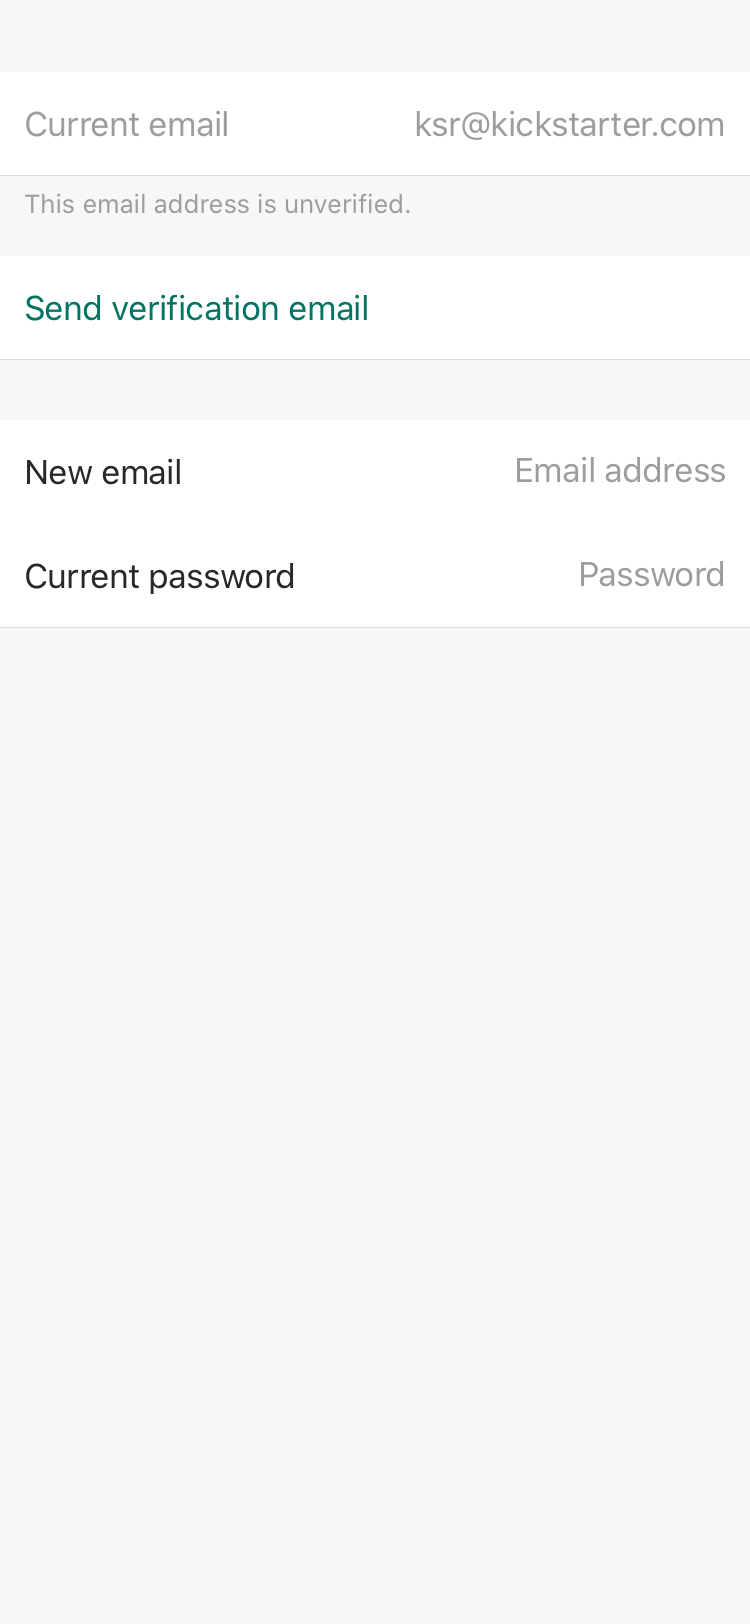 Current email ksr@kickstarter.com
This email address is unverified.
Send verification email
New email Email address
Current password Password